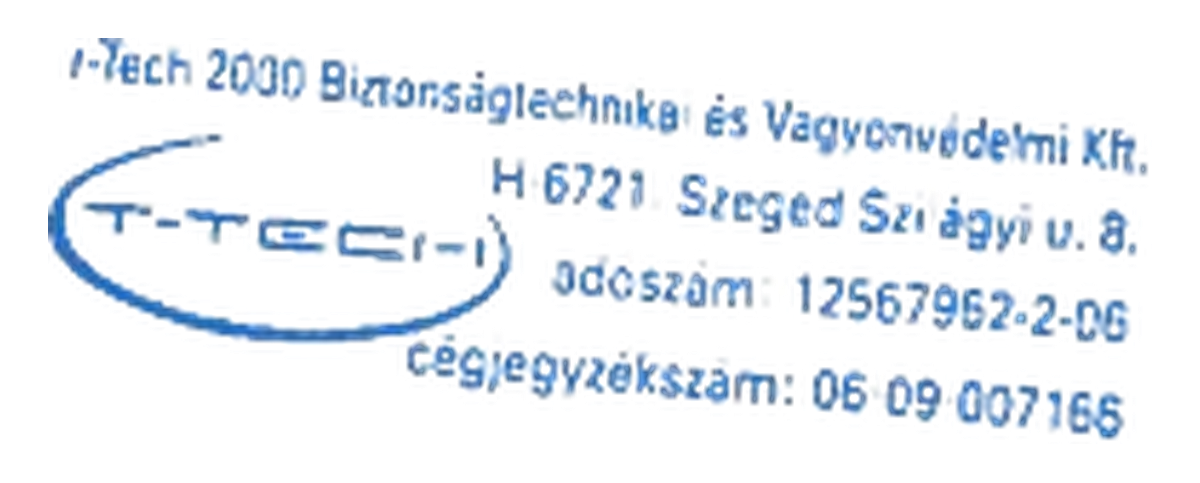 T-Tech 2000 Biztonságtechnikai és Vagyonvédelmi Kft.
H-6721 Szeged Szilágyi u. 8.
T-TECH
adószám: 12567962-2-06
cégjegyzékszám: 06-09-007166